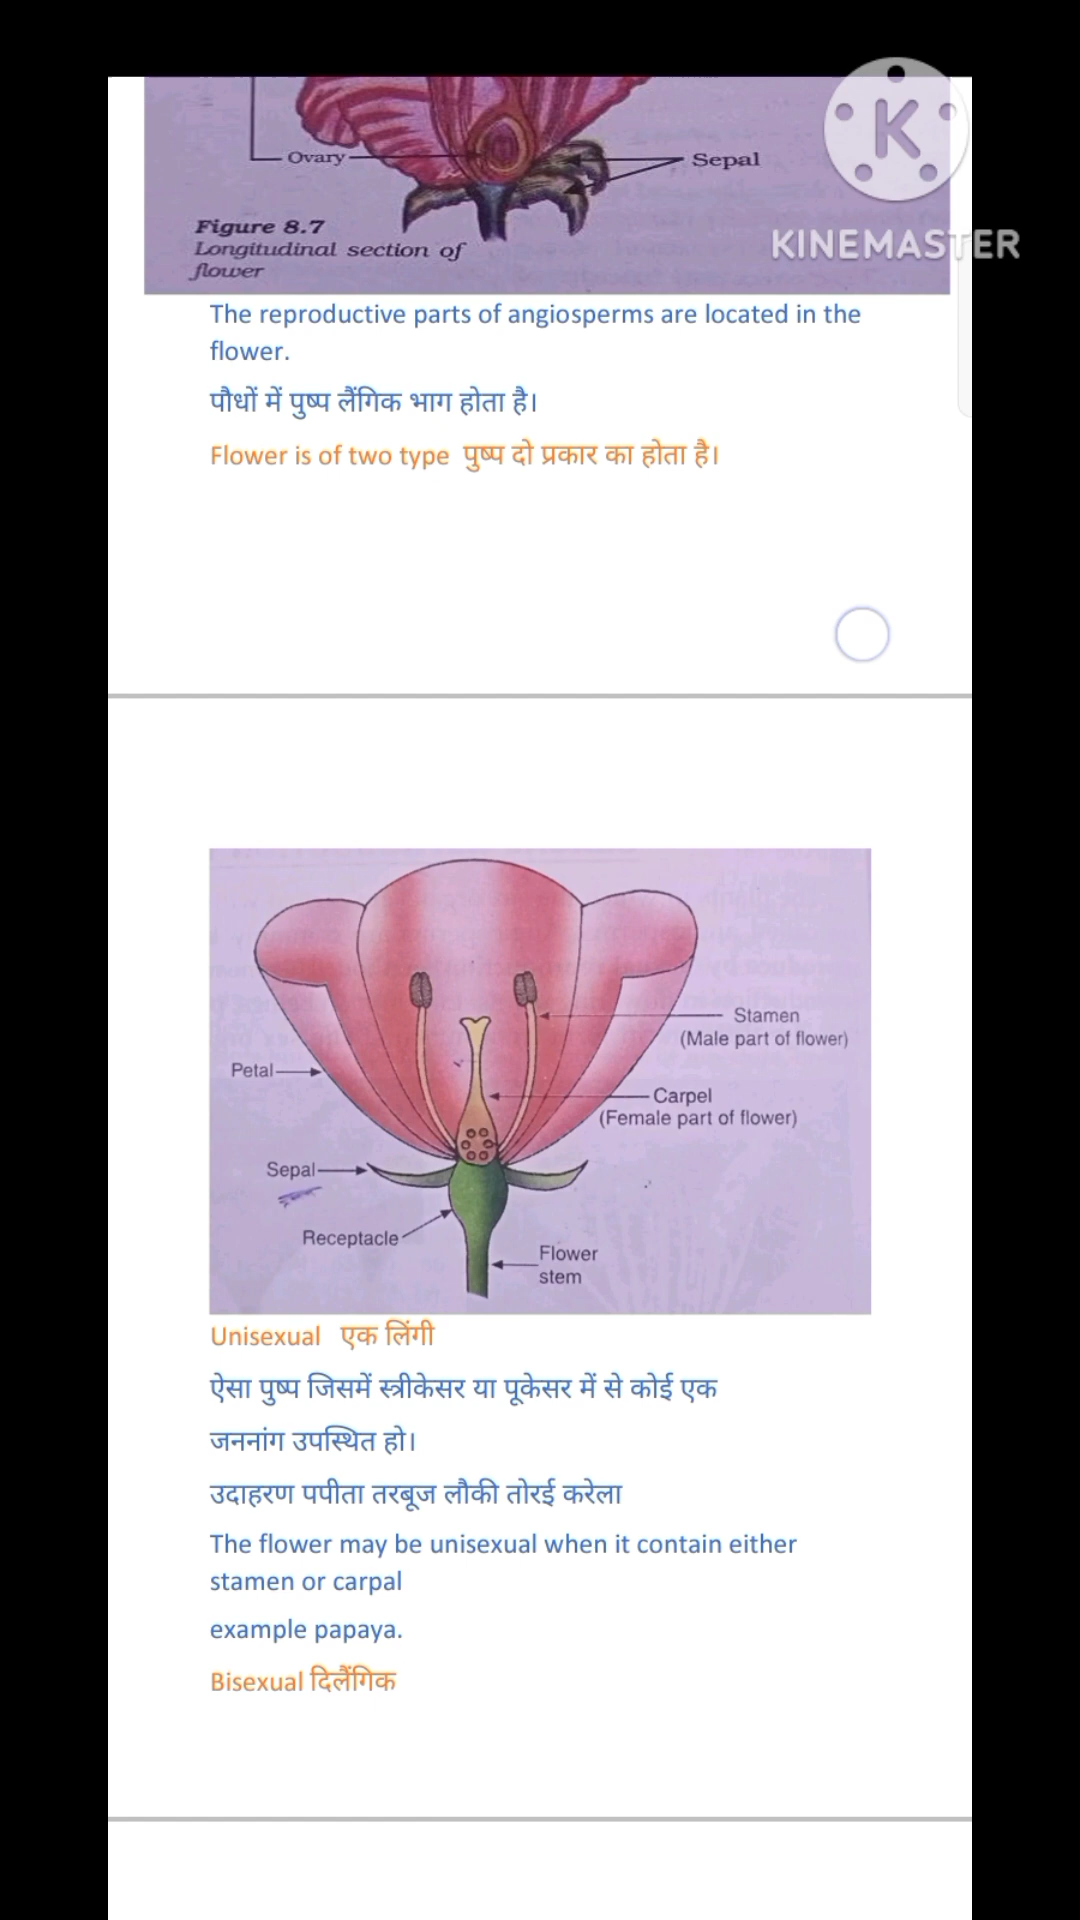 K
KINEMASTER
Ovary
Sepal
Figure 8.7
Longitudinal section of
flower
The reproductive parts of angiosperms are located in the
flower.
पौधों में पुष्प लैंगिक भाग होता है।
Flower is of two type पुष्प दो प्रकार का होता है।
Stamen
(Male part of flower)
Petal
Carpel
(Female part of flower)
Sepal
Receptacle
Flower
stem
Unisexual एक लिंगी
ऐसा पुष्प जिसमें स्त्रीकेसर या पूकेसर में से कोई एक
जननांग उपस्थित हो।
उदाहरण पपीता तरबूज लौकी तोरई करेला
The flower may be unisexual when it contain either
stamen or carpal
example papaya.
Bisexual दिलैंगिक